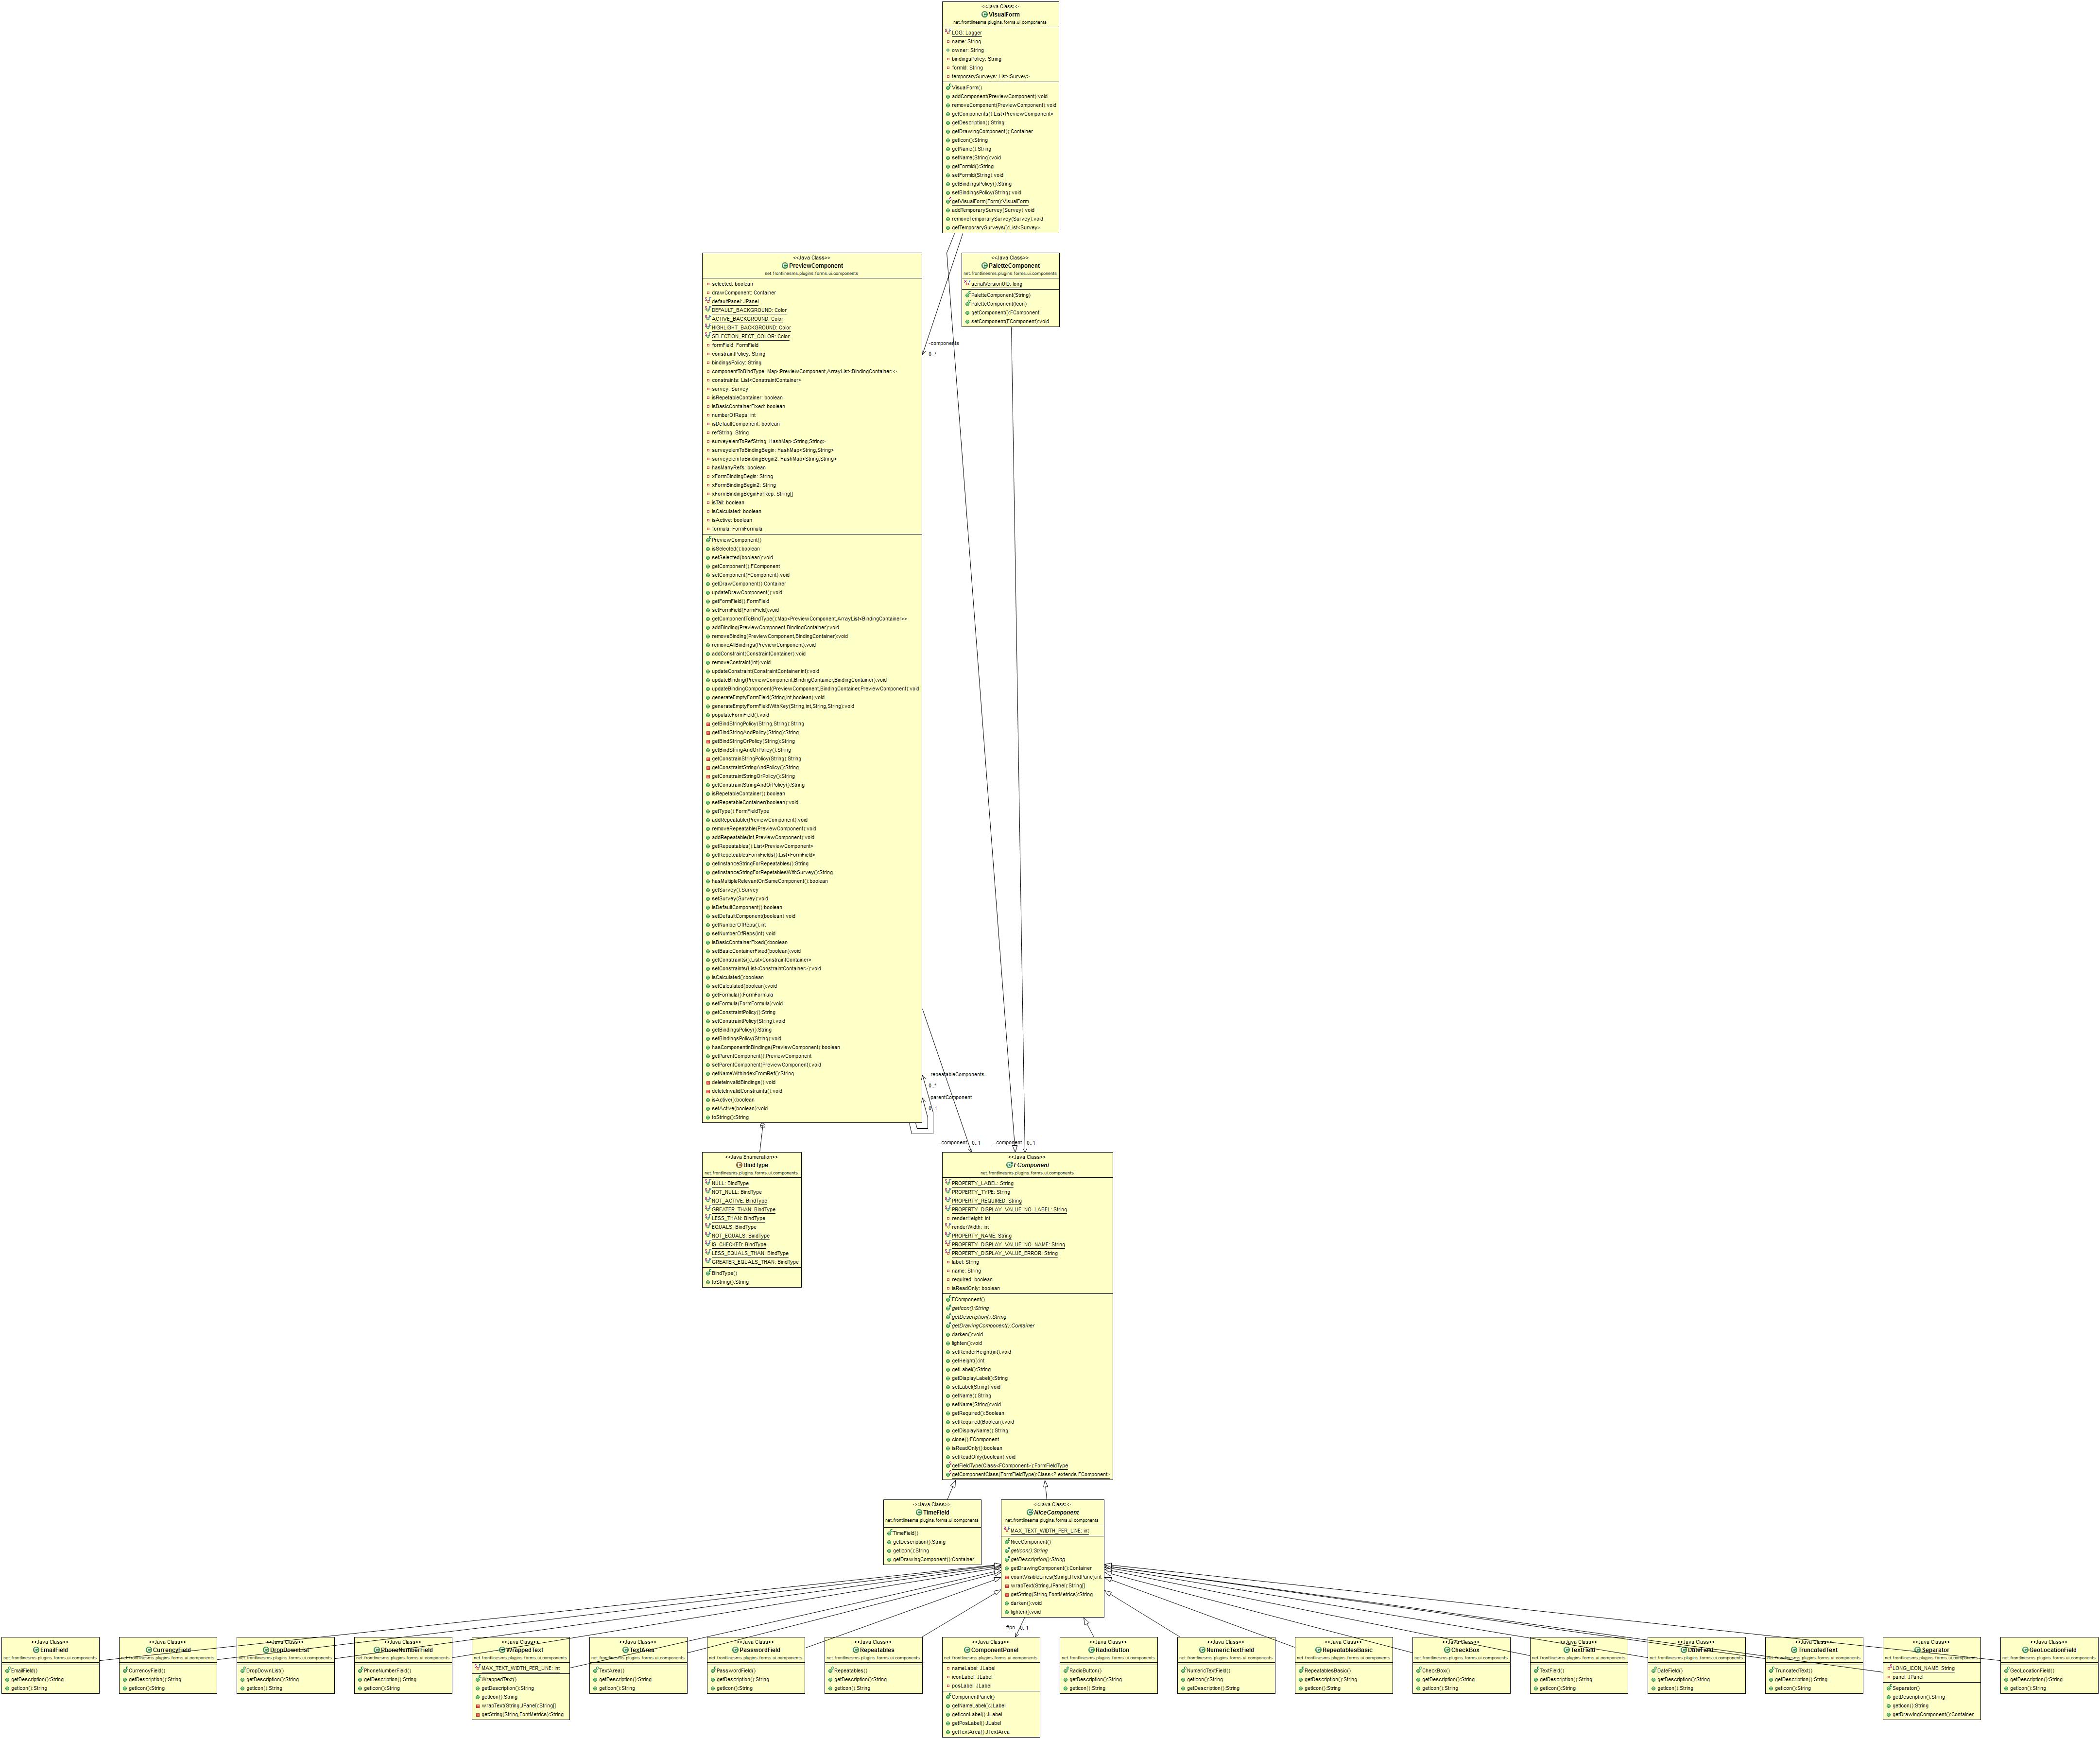 <<Java Class>>
VisualForm
net.frontlinesms.plugins.forms.ui.components
LOG: Logger
name: String
owner: String
bindingsPolicy: String
formId: String
temporarySurveys: List<Survey>
VisualForm()
addComponent(PreviewComponent):void
removeComponent(PreviewComponent):void
getComponents():List<PreviewComponent>
getDescription():String
getDrawingComponent():Container
getIcon():String
getName():String
setName(String):void
getFormId():String
setFormId(String):void
getBindingsPolicy():String
setBindingsPolicy(String):void
getVisualForm(Form):VisualForm
addTemporarySurvey(Survey):void
removeTemporarySurvey(Survey):void
getTemporarySurveys():List<Survey>
<<Java Class>>
PreviewComponent
net.frontlinesms.plugins.forms.ui.components
selected: boolean
drawComponent: Container
defaultPanel: JPanel
DEFAULT_BACKGROUND: Color
ACTIVE_BACKGROUND: Color
HIGHLIGHT_BACKGROUND: Color
SELECTION_RECT_COLOR: Color
formField: FormField
constraintPolicy: String
bindingsPolicy: String
componentToBindType: Map<PreviewComponent,ArrayList<BindingContainer>>
constraints: List<ConstraintContainer>
survey: Survey
isRepetableContainer: boolean
isBasicContainerFixed: boolean
numberOfReps: int
isDefaultComponent: boolean
refString: String
surveyelemToRefString: HashMap<String,String>
surveyelemToBindingBegin: HashMap<String,String>
surveyelemToBindingBegin2: HashMap<String,String>
hasManyRefs: boolean
xFormBindingBegin: String
xFormBindingBegin2: String
xFormBindingBeginForRep: String[]
isTail: boolean
isCalculated: boolean
isActive: boolean
formula: FormFormula
PreviewComponent()
isSelected():boolean
setSelected(boolean):void
getComponent():FComponent
setComponent(FComponent):void
getDrawComponent():Container
updateDrawComponent():void
getFormField():FormField
setFormField(FormField):void
getComponentToBindType():Map<PreviewComponent,ArrayList<BindingContainer>>
addBinding(PreviewComponent,BindingContainer):void
removeBinding(PreviewComponent,BindingContainer):void
removeAllBindings(PreviewComponent):void
addConstraint(ConstraintContainer):void
removeCostraint(int):void
updateConstraint(ConstraintContainer,int):void
updateBinding(PreviewComponent,BindingContainer,BindingContainer):void
updateBindingComponent(PreviewComponent,BindingContainer,PreviewComponent):void
generateEmptyFormField(String,int,boolean):void
generateEmptyFormFieldWithKey(String,int,String,String):void
populateFormField():void
getBindStringPolicy(String,String):String
getBindStringAndPolicy(String):String
getBindStringOrPolicy(String):String
getBindStringAndOrPolicy():String
getConstrainStringPolicy(String):String
getConstraintStringAndPolicy():String
getConstraintStringOrPolicy():String
getConstraintStringAndOrPolicy():String
isRepetableContainer():boolean
setRepetableContainer(boolean):void
getType():FormFieldType
addRepeatable(PreviewComponent):void
removeRepeatable(PreviewComponent):void
addRepeatable(int,PreviewComponent):void
getRepeatables():List<PreviewComponent>
getRepeteablesFormFields():List<FormField>
getInstanceStringForRepeatables():String
getInstanceStringForRepetablesWithSurvey():String
hasMultipleRelevantOnSameComponent():boolean
getSurvey():Survey
setSurvey(Survey):void
isDefaultComponent():boolean
setDefaultComponent(boolean):void
getNumberOfReps():int
setNumberOfReps(int):void
isBasicContainerFixed():boolean
setBasicContainerFixed(boolean):void
getConstraints():List<ConstraintContainer>
setConstraints(List<ConstraintContainer>):void
isCalculated():boolean
setCalculated(boolean):void
getFormula():FormFormula
setFormula(FormFormula):void
getConstraintPolicy():String
setConstraintPolicy(String):void
getBindingsPolicy():String
setBindingsPolicy(String):void
hasComponentInBindings(PreviewComponent):boolean
getParentComponent():PreviewComponent
setParentComponent(PreviewComponent):void
getNameWithIndexFromRef():String
deleteInvalidBindings():void
deleteInvalidConstraints():void
isActive():boolean
setActive(boolean):void
toString():String
<<Java Class>>
PaletteComponent
net.frontlinesms.plugins.forms.ui.components
serialVersionUID: long
PaletteComponent(String)
PaletteComponent(Icon)
getComponent():FComponent
setComponent(FComponent):void
-components
0..*
-repeatableComponents
0..*
-parentComponent
0..1
-component 0..1
-component 0..1
<<Java Enumeration>>
BindType
net.frontlinesms.plugins.forms.ui.components
NULL: BindType
NOT_NULL: BindType
NOT_ACTIVE: BindType
GREATER_THAN: BindType
LESS_THAN: BindType
EQUALS: BindType
NOT_EQUALS: BindType
IS_CHECKED: BindType
LESS_EQUALS_THAN: BindType
GREATER_EQUALS_THAN: BindType
BindType()
toString():String
<<Java Class>>
FComponent
net.frontlinesms.plugins.forms.ui.components
PROPERTY_LABEL: String
PROPERTY_TYPE: String
PROPERTY_REQUIRED: String
PROPERTY_DISPLAY_VALUE_NO_LABEL: String
renderHeight: int
renderWidth: int
PROPERTY_NAME: String
PROPERTY_DISPLAY_VALUE_NO_NAME: String
PROPERTY_DISPLAY_VALUE_ERROR: String
label: String
name: String
required: boolean
isReadOnly: boolean
FComponent()
getIcon():String
getDescription():String
getDrawingComponent():Container
darken():void
lighten():void
setRenderHeight(int):void
getHeight():int
getLabel():String
getDisplayLabel():String
setLabel(String):void
getName():String
setName(String):void
getRequired():Boolean
setRequired(Boolean):void
getDisplayName():String
clone():FComponent
isReadOnly():boolean
setReadOnly(boolean):void
getFieldType(Class<FComponent>):FormFieldType
getComponentClass(FormFieldType):Class<? extends FComponent>
<<Java Class>>
TimeField
net.frontlinesms.plugins.forms.ui.components
TimeField()
getDescription():String
getIcon():String
getDrawingComponent():Container
<<Java Class>>
NiceComponent
net.frontlinesms.plugins.forms.ui.components
MAX_TEXT_WIDTH_PER_LINE: int
NiceComponent()
getIcon():String
getDescription():String
getDrawingComponent():Container
countVisibleLines(String,JTextPane):int
wrapText(String,JPanel):String[]
getString(String,FontMetrics):String
darken():void
lighten():void
#pn 0..1
<<Java Class>>
EmailField
net.frontlinesms.plugins.forms.ui.components
EmailField()
getDescription():String
getIcon():String
<<Java Class>>
CurrencyField
net.frontlinesms.plugins.forms.ui.components
CurrencyField()
getDescription():String
getIcon():String
<<Java Class>>
DropDownList
net.frontlinesms.plugins.forms.ui.components
DropDownList()
getDescription():String
getIcon():String
<<Java Class>>
PhoneNumberField
net.frontlinesms.plugins.forms.ui.components
PhoneNumberField()
getDescription():String
getIcon():String
<<Java Class>>
WrappedText
net.frontlinesms.plugins.forms.ui.components
MAX_TEXT_WIDTH_PER_LINE: int
WrappedText()
getDescription():String
getIcon():String
wrapText(String,JPanel):String[]
getString(String,FontMetrics):String
<<Java Class>>
TextArea
net.frontlinesms.plugins.forms.ui.components
TextArea()
getDescription():String
getIcon():String
<<Java Class>>
PasswordField
net.frontlinesms.plugins.forms.ui.components
PasswordField()
getDescription():String
getIcon():String
<<Java Class>>
Repeatables
net.frontlinesms.plugins.forms.ui.components
Repeatables()
getDescription():String
getIcon():String
<<Java Class>>
ComponentPanel
net.frontlinesms.plugins.forms.ui.components
nameLabel: JLabel
iconLabel: JLabel
posLabel: JLabel
ComponentPanel()
getNameLabel():JLabel
getIconLabel():JLabel
getPosLabel():JLabel
getTextArea():JTextArea
<<Java Class>>
RadioButton
net.frontlinesms.plugins.forms.ui.components
RadioButton()
getDescription():String
getIcon():String
<<Java Class>>
NumericTextField
net.frontlinesms.plugins.forms.ui.components
NumericTextField()
getIcon():String
getDescription():String
<<Java Class>>
RepeatablesBasic
net.frontlinesms.plugins.forms.ui.components
RepeatablesBasic()
getDescription():String
getIcon():String
<<Java Class>>
CheckBox
net.frontlinesms.plugins.forms.ui.components
CheckBox()
getDescription():String
getIcon():String
<<Java Class>>
TextField
net.frontlinesms.plugins.forms.ui.components
TextField()
getDescription():String
getIcon():String
<<Java Class>>
DateField
net.frontlinesms.plugins.forms.ui.components
DateField()
getDescription():String
getIcon():String
<<Java Class>>
TruncatedText
net.frontlinesms.plugins.forms.ui.components
TruncatedText()
getDescription():String
getIcon():String
<<Java Class>>
Separator
net.frontlinesms.plugins.forms.ui.components
LONG_ICON_NAME: String
panel: JPanel
Separator()
getDescription():String
getIcon():String
getDrawingComponent():Container
<<Java Class>>
GeoLocationField
net.frontlinesms.plugins.forms.ui.components
GeoLocationField()
getDescription():String
getIcon():String